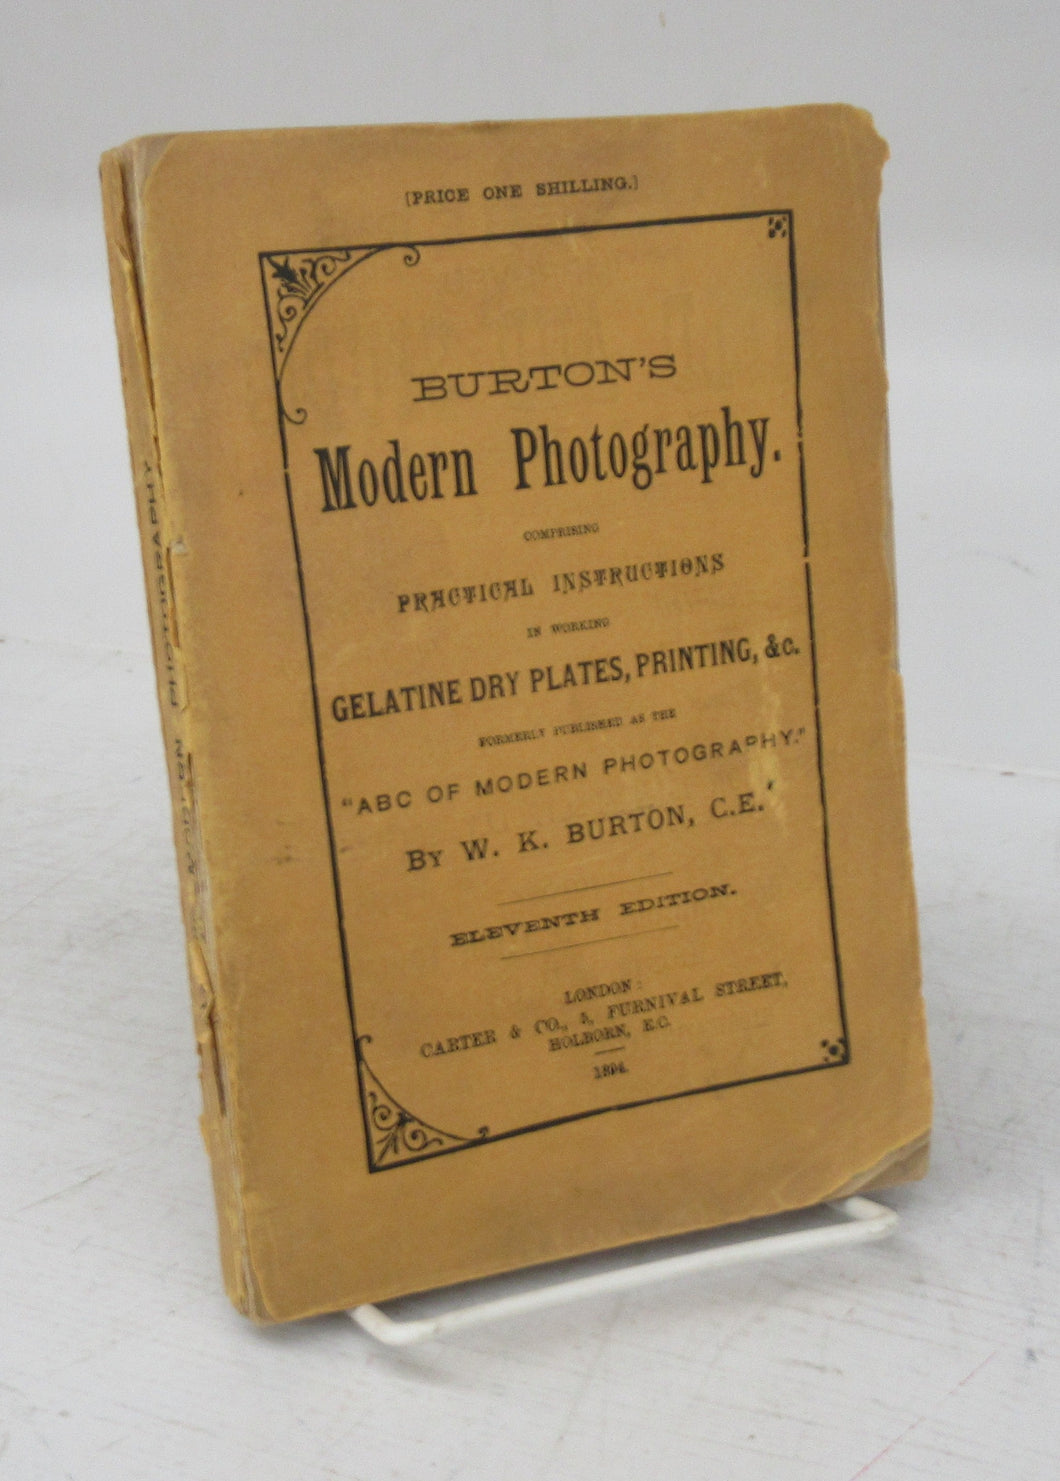 [PRICE ONE SHILLING.]
BURTON'S
Modern Photography.
COMPRISING
PRACTICAL INSTRUCTIONS
IN WORKING
GELATINE DRY PLATES, PRINTING, &c.
FORMERLY PUBLISHED AS THE
"ABC OF MODERN PHOTOGRAPHY."
BY W. K. BURTON, C.E.
ELEVENTH EDITION.
LONDON:
CARTER & CO., 5, FURNIVAL STREET,
HOLBORN, E.C.
1894.
MODERN PHOTOGRAPHY